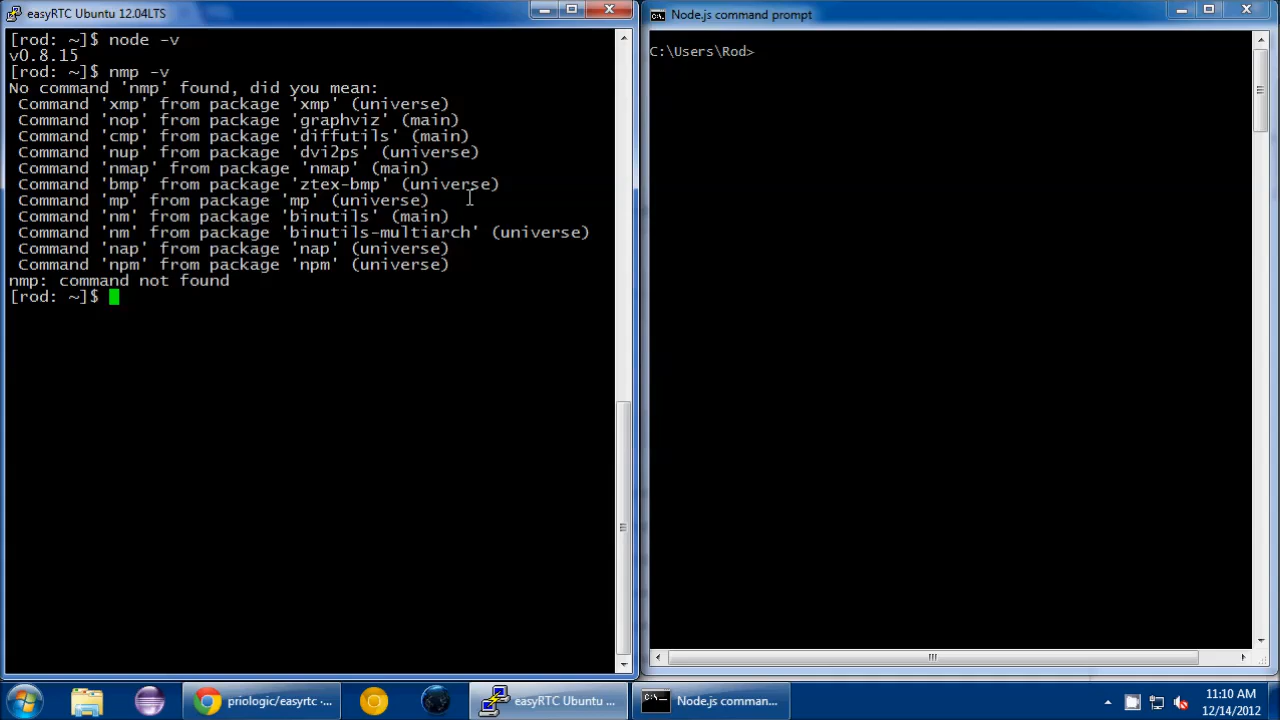 easyRTC Ubuntu 12.04LTS
[rod: ~]$ node -v
v0.8.15
[rod: ~]$ nmp -v
No command 'nmp' found, did you mean:
Command 'xmp' from package 'xmp' (universe)
Command 'nop' from package 'graphviz' (main)
Command 'cmp' from package 'diffutils' (main)
Command 'nup' from package 'dvi2ps' (universe)
Command 'nmap' from package 'nmap' (main)
Command 'bmp' from package 'ztex-bmp' (universe)
Command 'mp' from package 'mp' (universe)
Command 'nm' from package 'binutils' (main)
Command 'nm' from package 'binutils-multiarch' (universe)
Command 'nap' from package 'nap' (universe)
Command 'npm' from package 'npm' (universe)
nmp: command not found
[rod: ~]$
Node.js command prompt
C:\Users\Rod>
priologic/easyrtc ·...
easyRTC Ubuntu ...
Node.js comman...
11:10 AM
12/14/2012